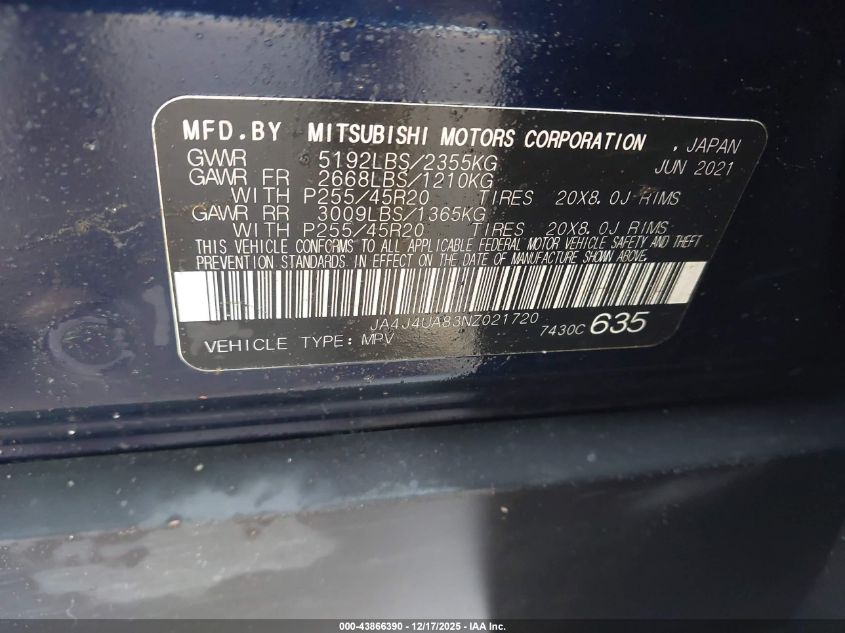 MFD.BY MITSUBISHI MOTORS CORPORATION , JAPAN
GVWR 5192LBS/2355KG JUN 2021
GAWR FR 2668LBS/1210KG
WITH P255/45R20 TIRES 20X8.0J RIMS
GAWR RR 3009LBS/1365KG
WITH P255/45R20 TIRES 20X8.0J RIMS
THIS VEHICLE CONFORMS TO ALL APPLICABLE FEDERAL MOTOR VEHICLE SAFETY AND THEFT
PREVENTION STANDARDS IN EFFECT ON THE DATE OF MANUFACTURE SHOWN ABOVE.
JA4J4UA83NZ021720
VEHICLE TYPE: MPV 7430C 635
000-43866390 - 12/17/2025 - IAA, Inc.